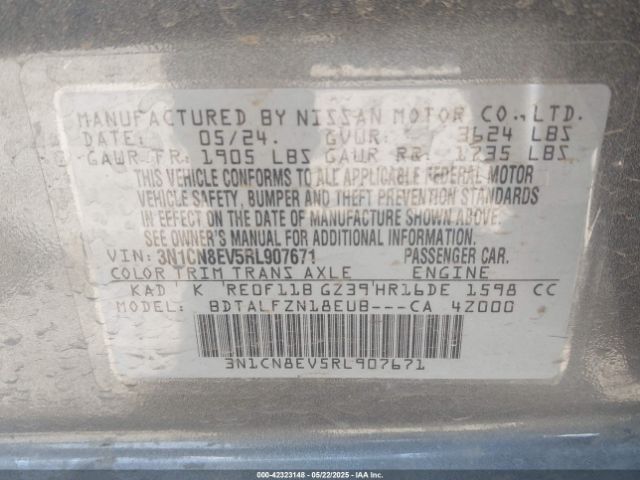 MANUFACTURED BY NISSAN MOTOR CO., LTD.
DATE: 05/24. GVWR: 3624 LBS
GAWR FR: 1905 LBS GAWR RR: 1735 LBS
THIS VEHICLE CONFORMS TO ALL APPLICABLE FEDERAL MOTOR
VEHICLE SAFETY, BUMPER AND THEFT PREVENTION STANDARDS
IN EFFECT ON THE DATE OF MANUFACTURE SHOWN ABOVE.
SEE OWNER'S MANUAL FOR ADDITIONAL INFORMATION.
VIN: 3N1CN8EV5RL907671 PASSENGER CAR.
COLOR TRIM TRANS AXLE ENGINE
KAD K RE0F11B GZ39 HR16DE 1598 CC
MODEL: BDTALFZN18EUB---CA 4Z000
3N1CN8EV5RL907671
000-42323148 - 05/22/2025 - IAAI.COM